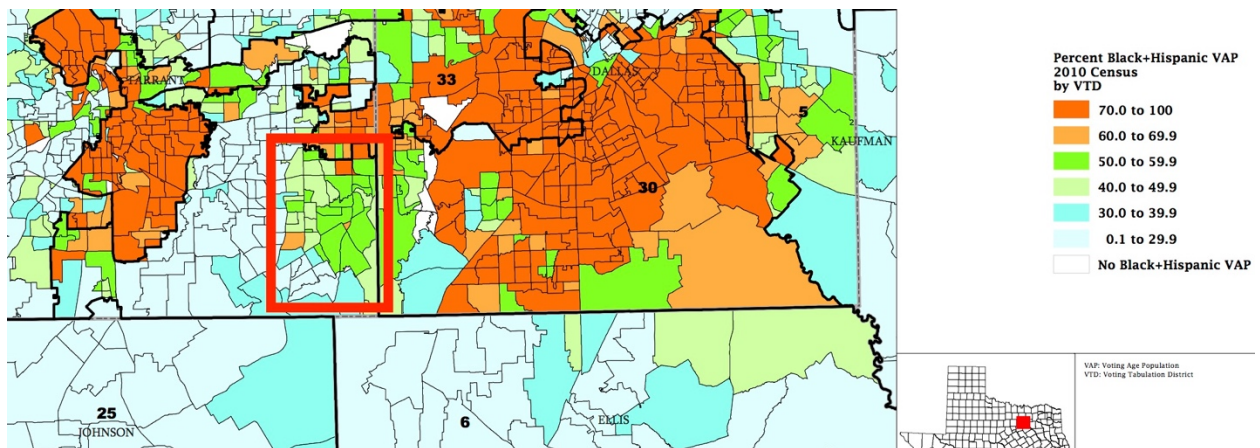 TARRANT
33
DALLAS
5
KAUFMAN
30
25
JOHNSON
6
ELLIS
Percent Black+Hispanic VAP
2010 Census
by VTD
70.0 to 100
60.0 to 69.9
50.0 to 59.9
40.0 to 49.9
30.0 to 39.9
0.1 to 29.9
No Black+Hispanic VAP
VAP: Voting Age Population
VTD: Voting Tabulation District